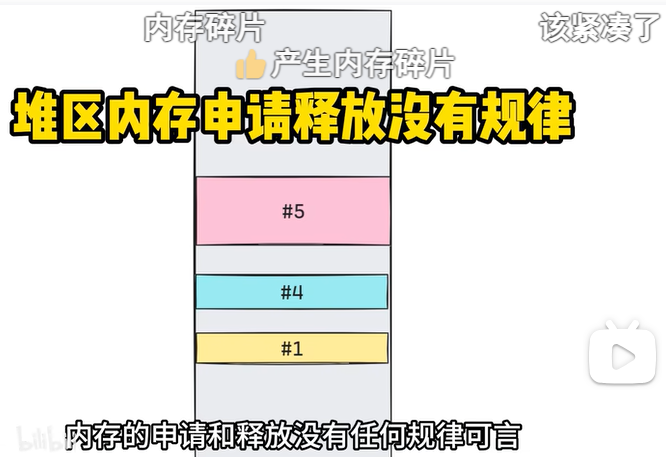 内存碎片
该紧凑了
产生内存碎片
堆区内存申请释放没有规律
#5
#4
#1
内存的申请和释放没有任何规律可言
bilibili